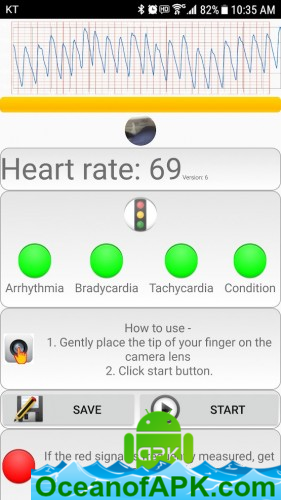 KT 82% 10:35 AM
Heart rate: 69 Version: 6
Arrhythmia Bradycardia Tachycardia Condition
How to use -
1. Gently place the tip of your finger on the
camera lens
2. Click start button.
SAVE START
If the red signal is measured, get
APK
OceanofAPK.com